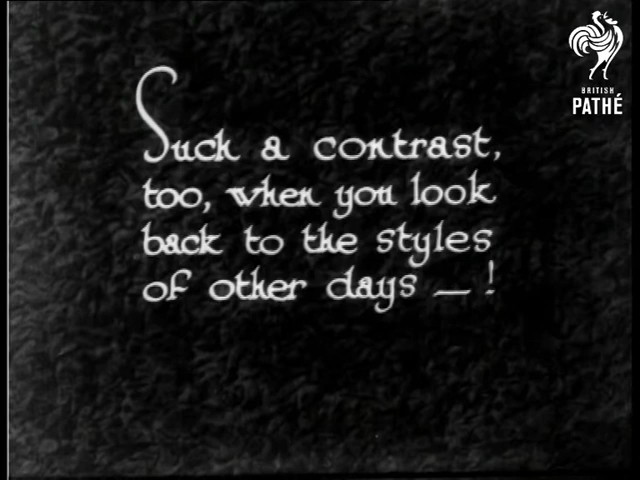 BRITISH
PATHÉ
Such a contrast,
too, when you look
back to the styles
of other days — !